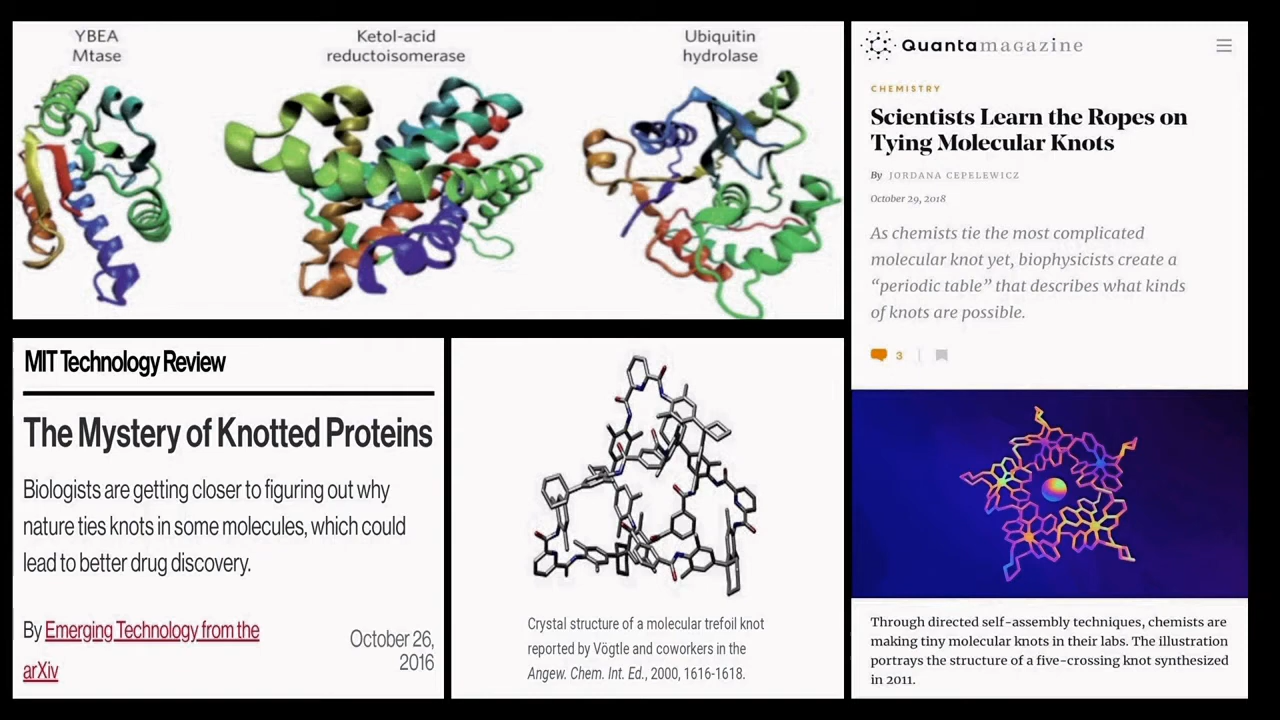 YBEA
Mtase
Ketol-acid
reductoisomerase
Ubiquitin
hydrolase
MIT Technology Review
The Mystery of Knotted Proteins
Biologists are getting closer to figuring out why
nature ties knots in some molecules, which could
lead to better drug discovery.
By Emerging Technology from the
arXiv
October 26,
2016
Crystal structure of a molecular trefoil knot
reported by Vögtle and coworkers in the
Angew. Chem. Int. Ed., 2000, 1616-1618.
Quantamagazine
CHEMISTRY
Scientists Learn the Ropes on
Tying Molecular Knots
By JORDANA CEPELEWICZ
October 29, 2018
As chemists tie the most complicated
molecular knot yet, biophysicists create a
“periodic table” that describes what kinds
of knots are possible.
3
Through directed self-assembly techniques, chemists are
making tiny molecular knots in their labs. The illustration
portrays the structure of a five-crossing knot synthesized
in 2011.